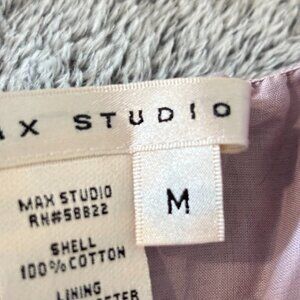 AX STUDIO
M
MAX STUDIO
RN#58822
SHELL
100% COTTON
LINING